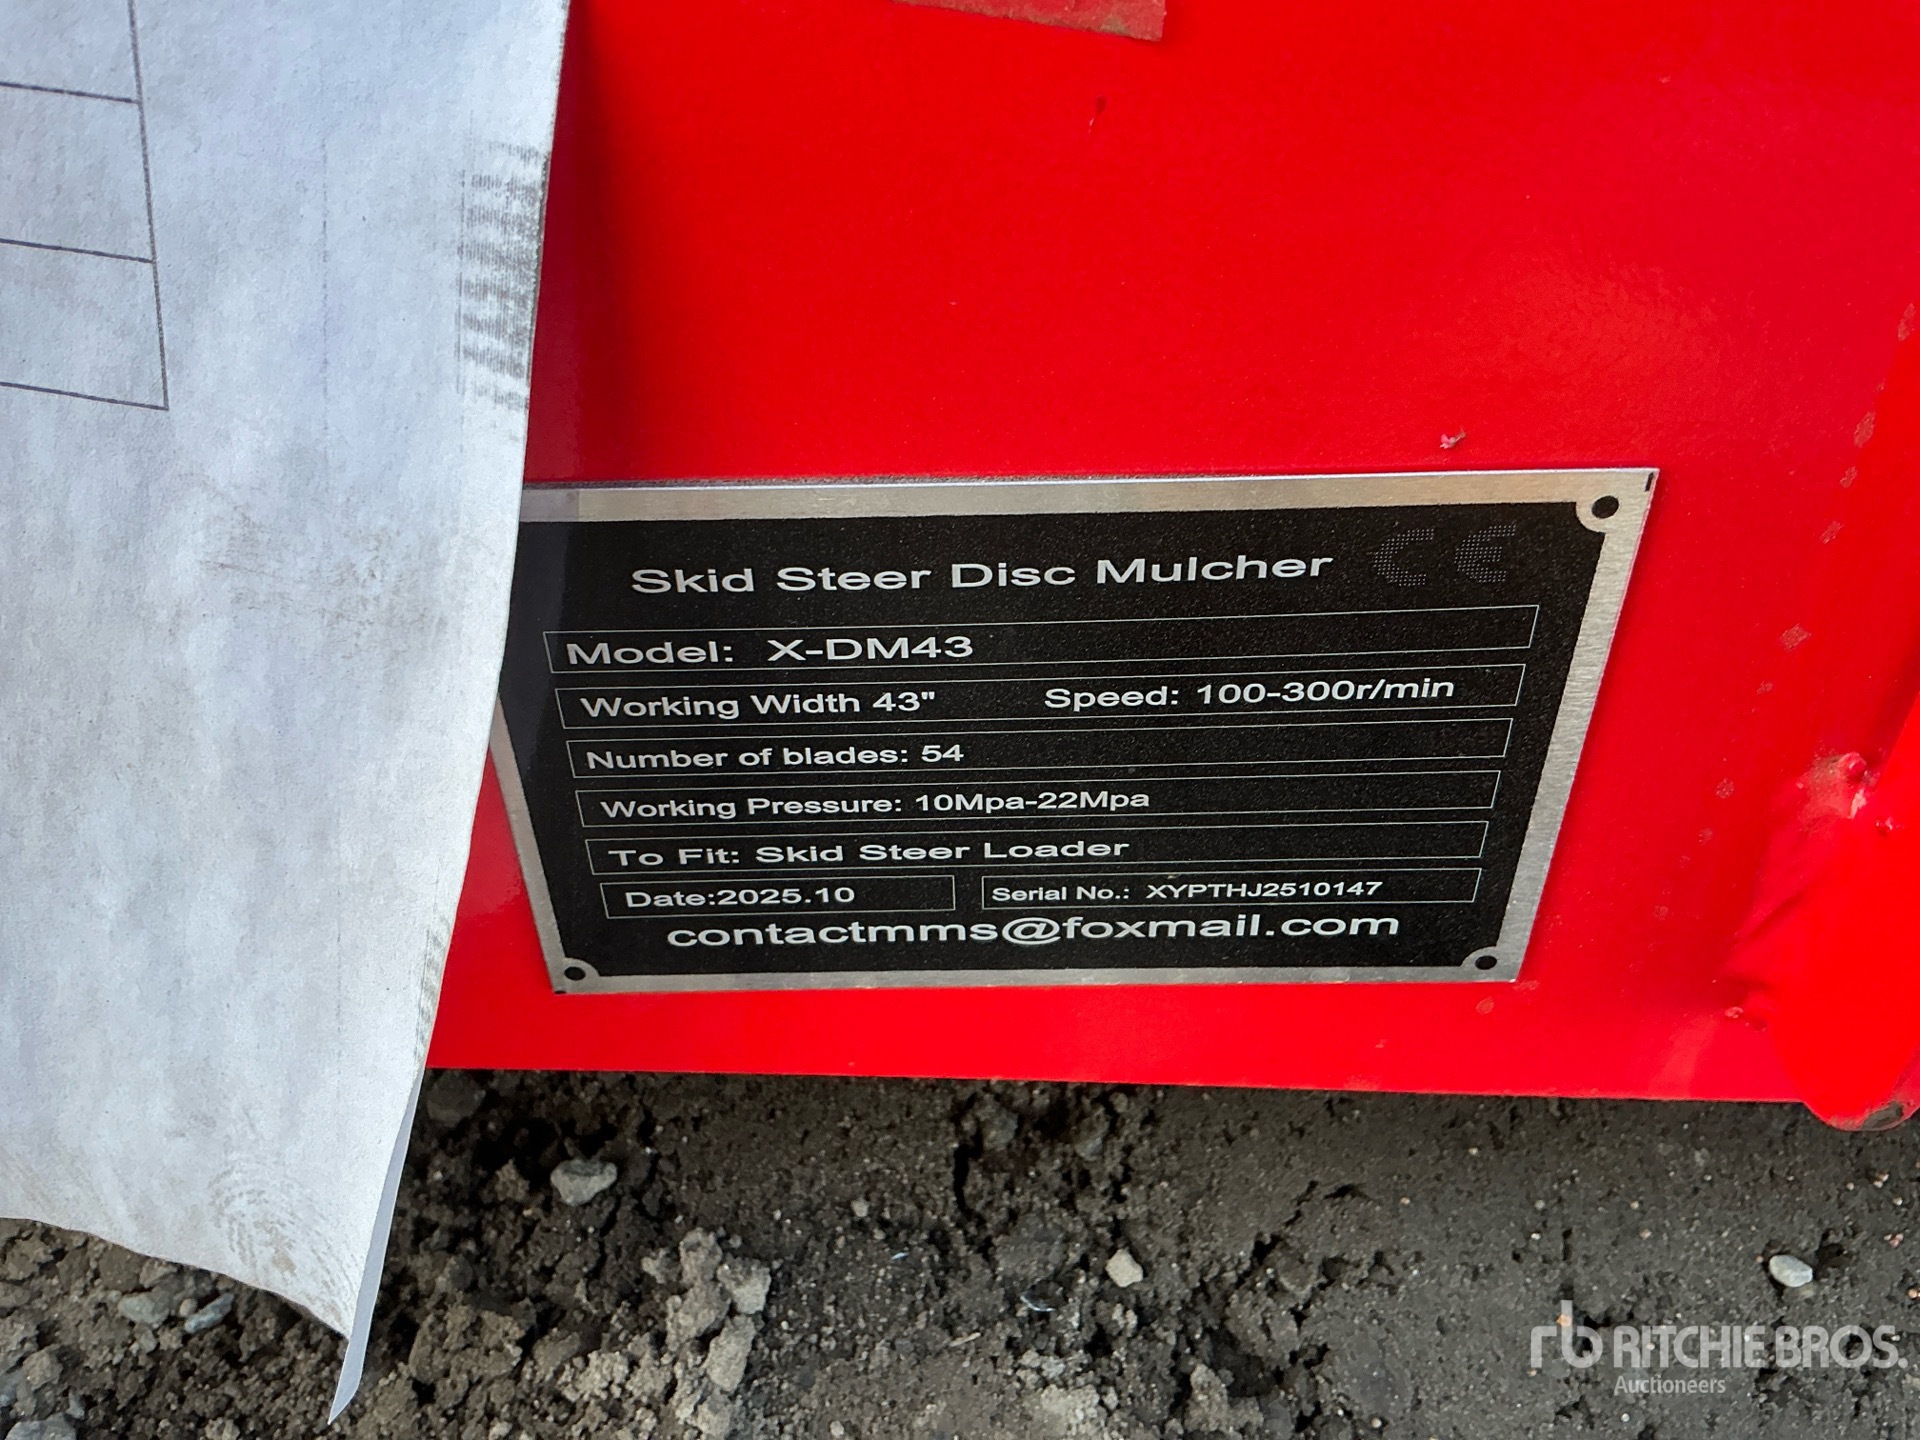 Skid Steer Disc Mulcher CE
Model: X-DM43
Working Width 43" Speed: 100-300r/min
Number of blades: 54
Working Pressure: 10Mpa-22Mpa
To Fit: Skid Steer Loader
Date:2025.10 Serial No.: XYPTHJ2510147
contactmms@foxmail.com
rb RITCHIE BROS.
Auctioneers